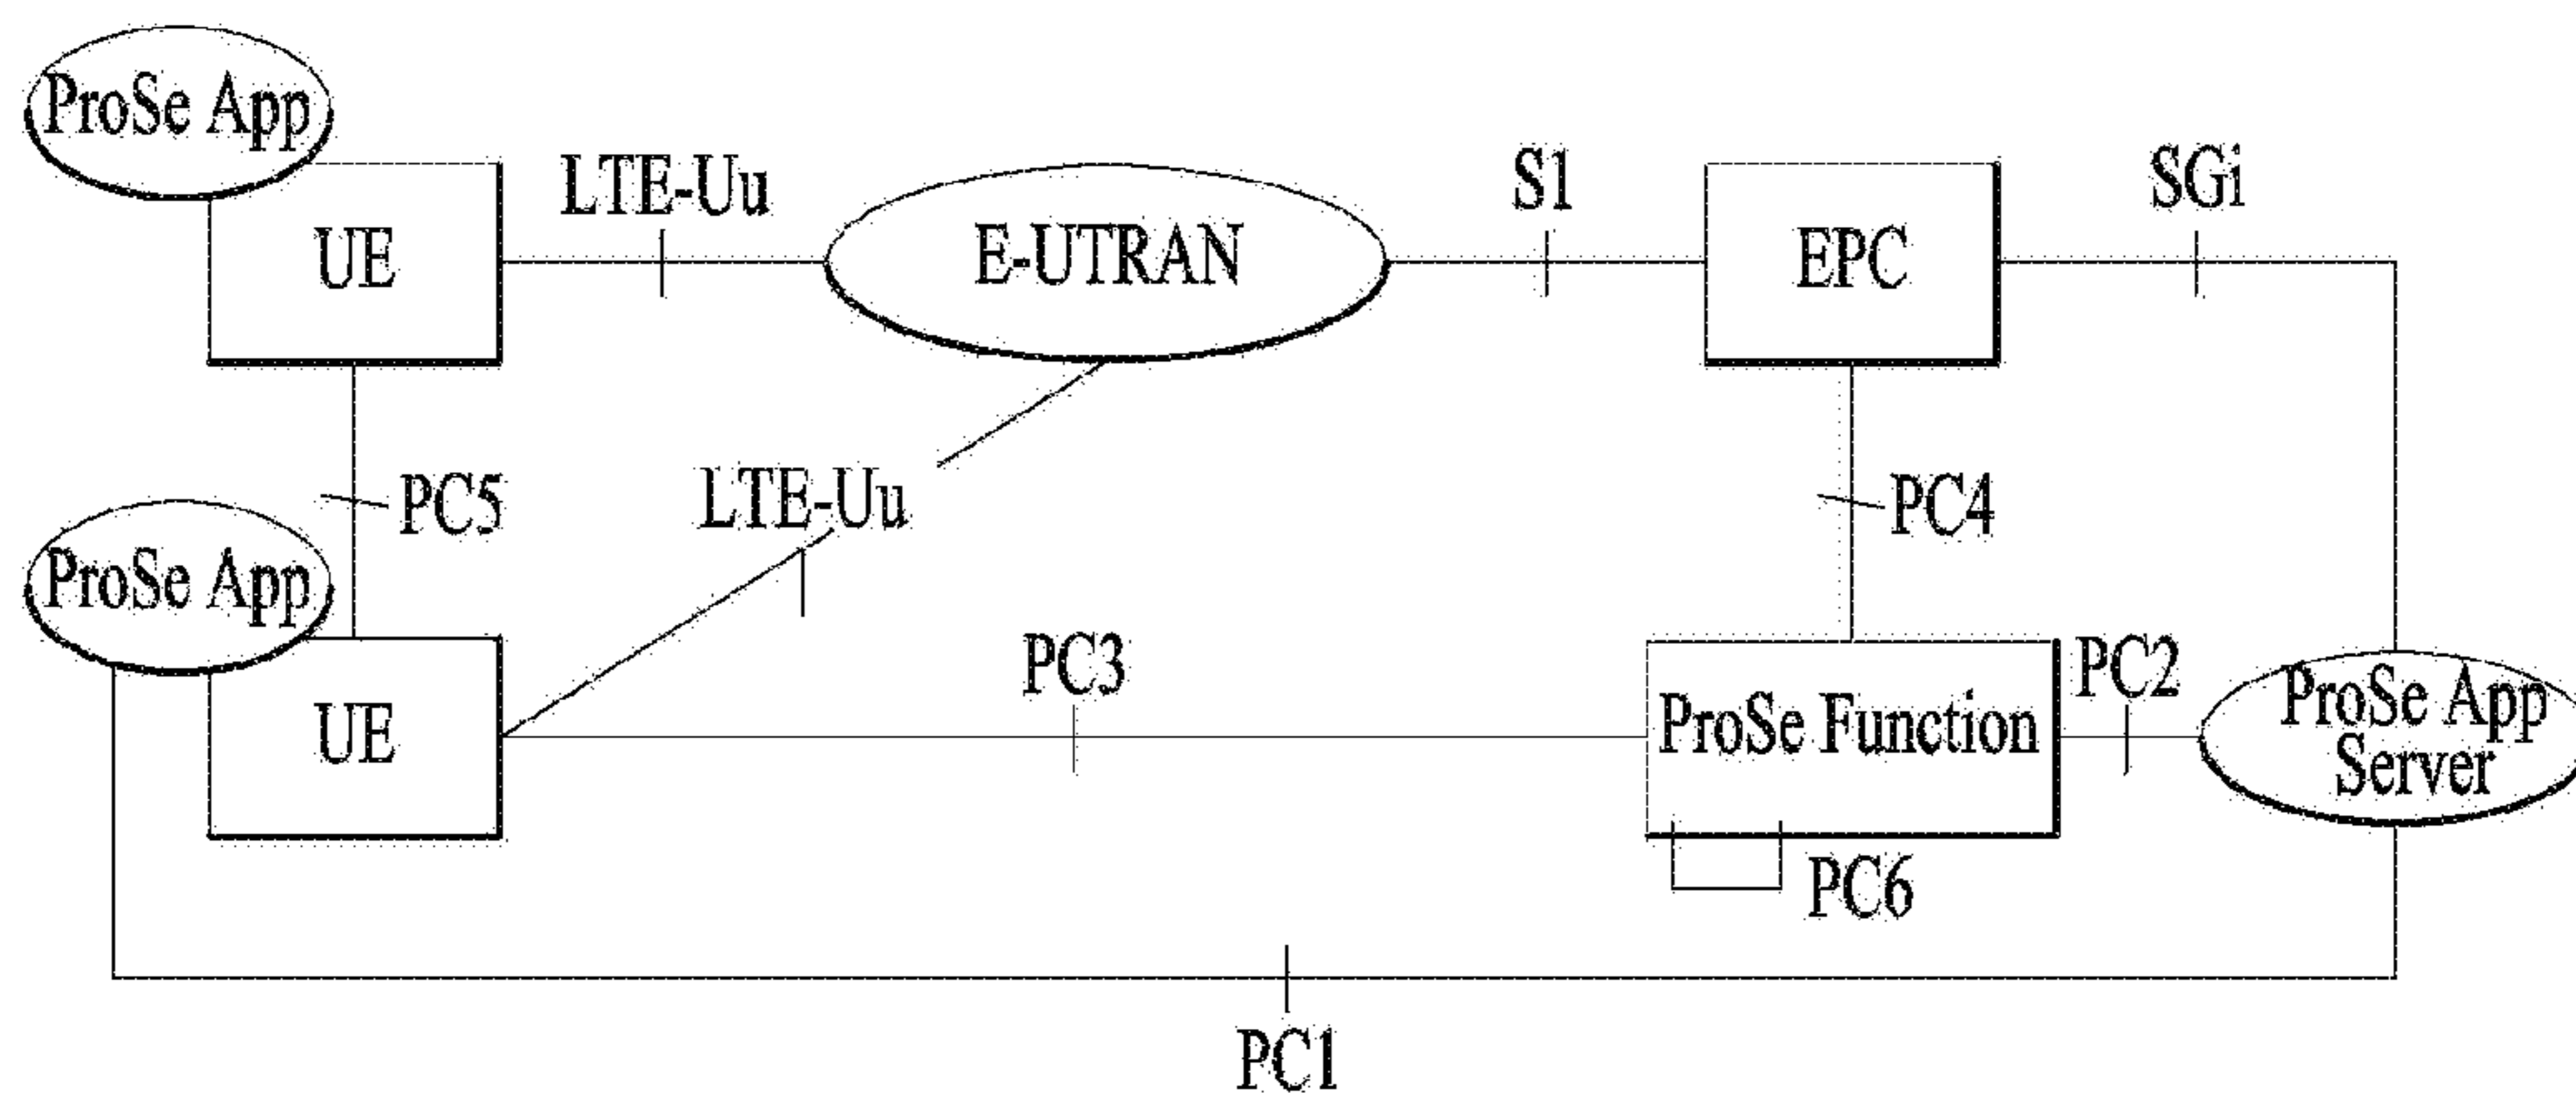 ProSe App
UE
LTE-Uu
E-UTRAN
S1
EPC
SGi
PC5
LTE-Uu
PC4
ProSe App
UE
PC3
ProSe Function
PC2
ProSe App
Server
PC6
PC1